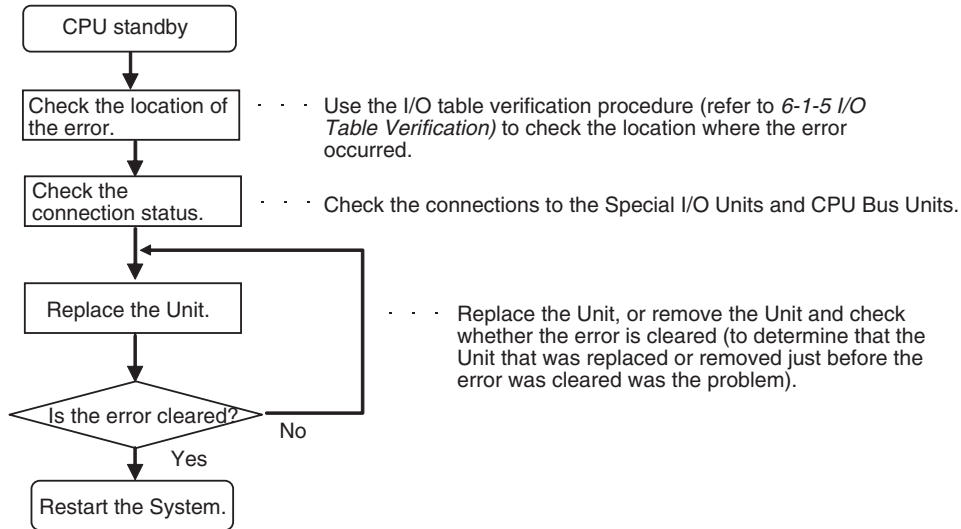 CPU standby
Check the location of
the error.
· · · Use the I/O table verification procedure (refer to 6-1-5 I/O
Table Verification) to check the location where the error
occurred.
Check the
connection status.
· · · Check the connections to the Special I/O Units and CPU Bus Units.
Replace the Unit.
· · · Replace the Unit, or remove the Unit and check
whether the error is cleared (to determine that the
Unit that was replaced or removed just before the
error was cleared was the problem).
Is the error cleared?
No
Yes
Restart the System.